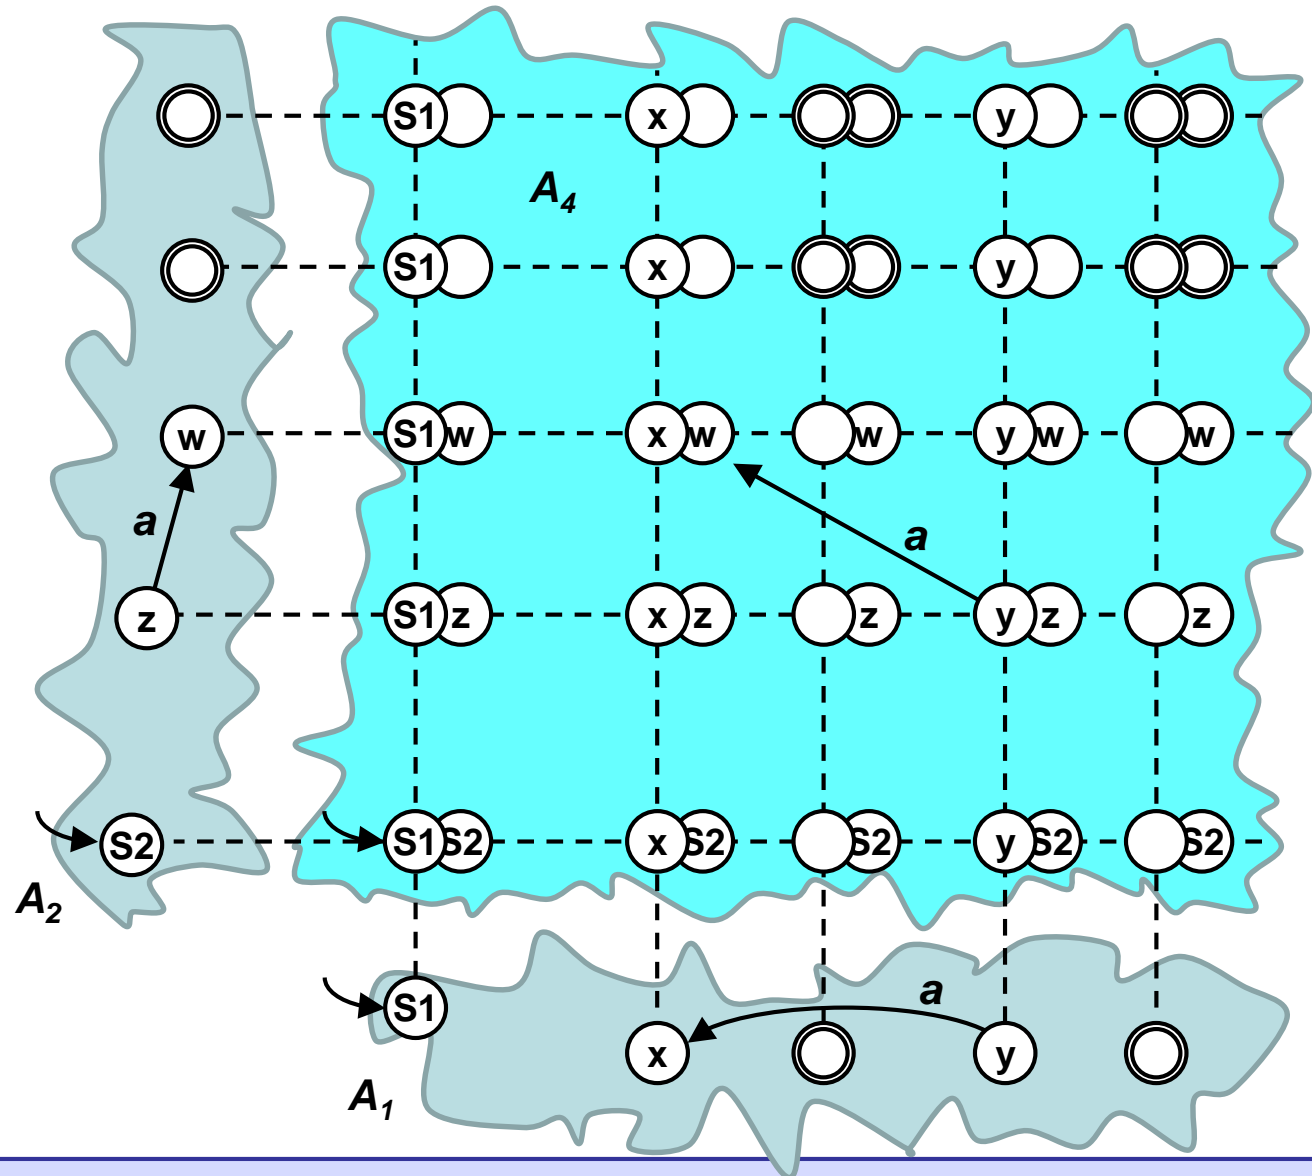 S1 x y
A4
S1 x y
w S1 w x w w y w w
a a
z S1 z x z z y z z
S2 S1 S2 x S2 S2 y S2 S2
A2
S1 a
x y
A1